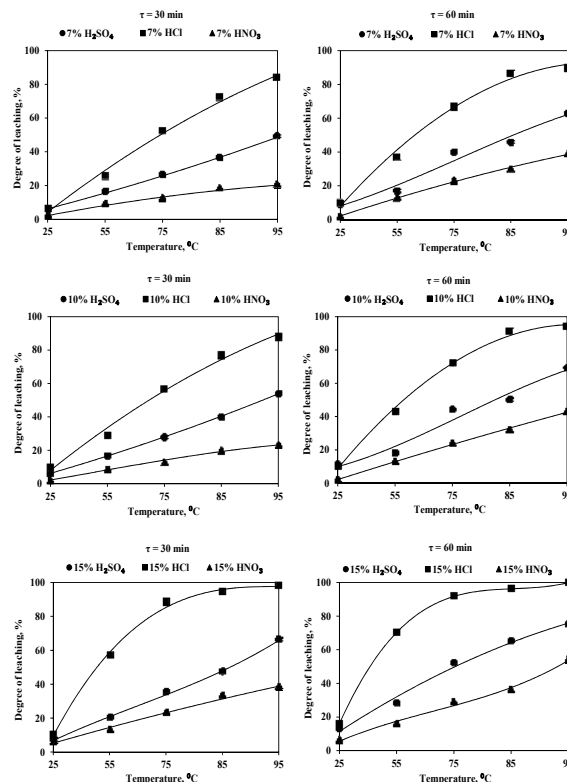 τ = 30 min
7% H₂SO₄ 7% HCl 7% HNO₃
Degree of leaching, %
100
80
60
40
20
0
25 55 75 85 95
Temperature, ⁰C
τ = 60 min
7% H₂SO₄ 7% HCl 7% HNO₃
Degree of leaching, %
100
80
60
40
20
0
25 55 75 85 95
Temperature, ⁰C
τ = 30 min
10% H₂SO₄ 10% HCl 10% HNO₃
Degree of leaching, %
100
80
60
40
20
0
25 55 75 85 95
Temperature, ⁰C
τ = 60 min
10% H₂SO₄ 10% HCl 10% HNO₃
Degree of leaching, %
100
80
60
40
20
0
25 55 75 85 95
Temperature, ⁰C
τ = 30 min
15% H₂SO₄ 15% HCl 15% HNO₃
Degree of leaching, %
100
80
60
40
20
0
25 55 75 85 95
Temperature, ⁰C
τ = 60 min
15% H₂SO₄ 15% HCl 15% HNO₃
Degree of leaching, %
100
80
60
40
20
0
25 55 75 85 95
Temperature, ⁰C